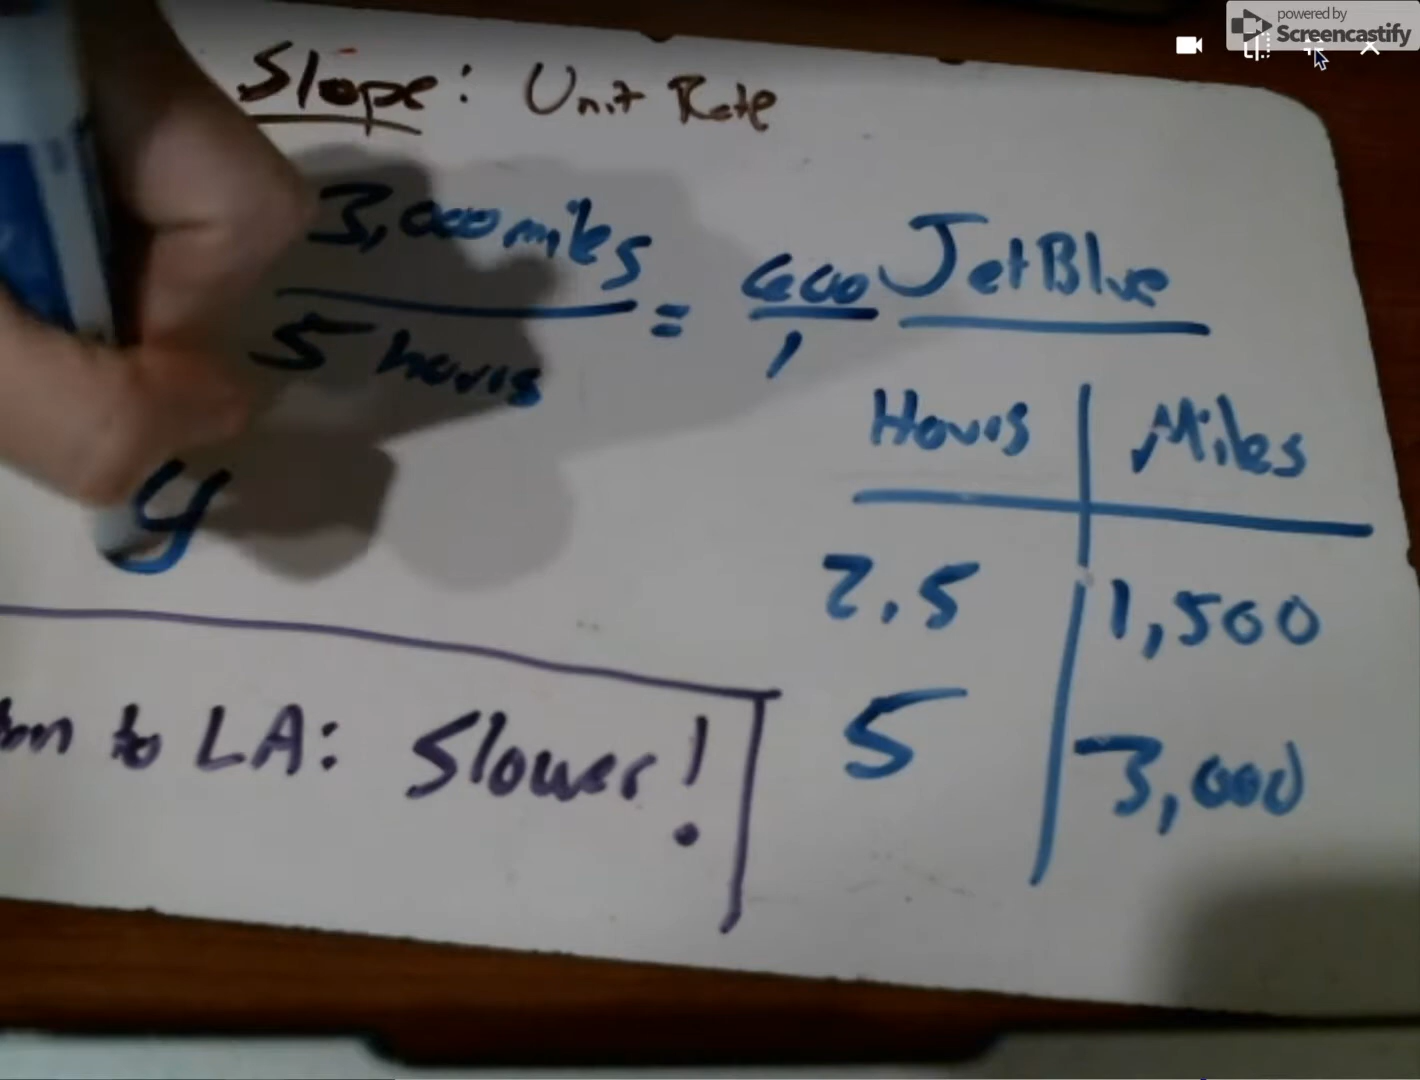 powered by
Screencastify
Slope: Unit Rate
3,000 miles
5 hours
=
600
1
JetBlue
Hours Miles
2.5 1,500
5 3,000
y
to LA: Slower!